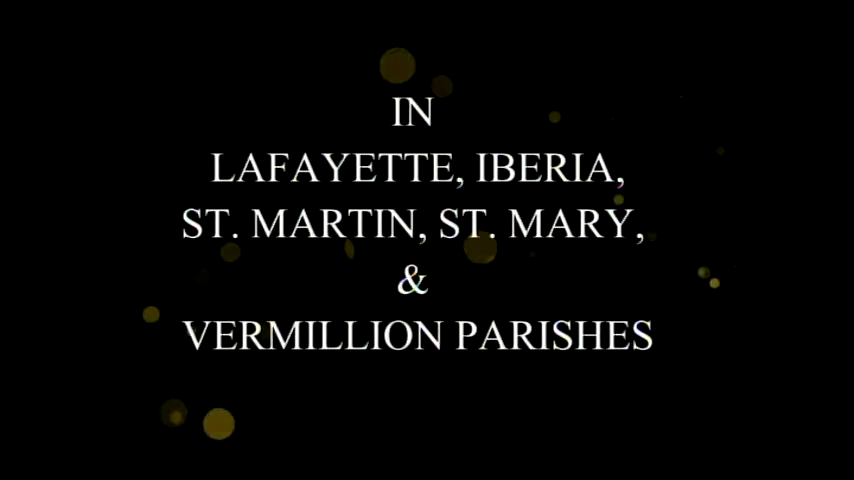 IN
LAFAYETTE, IBERIA,
ST. MARTIN, ST. MARY,
&
VERMILLION PARISHES